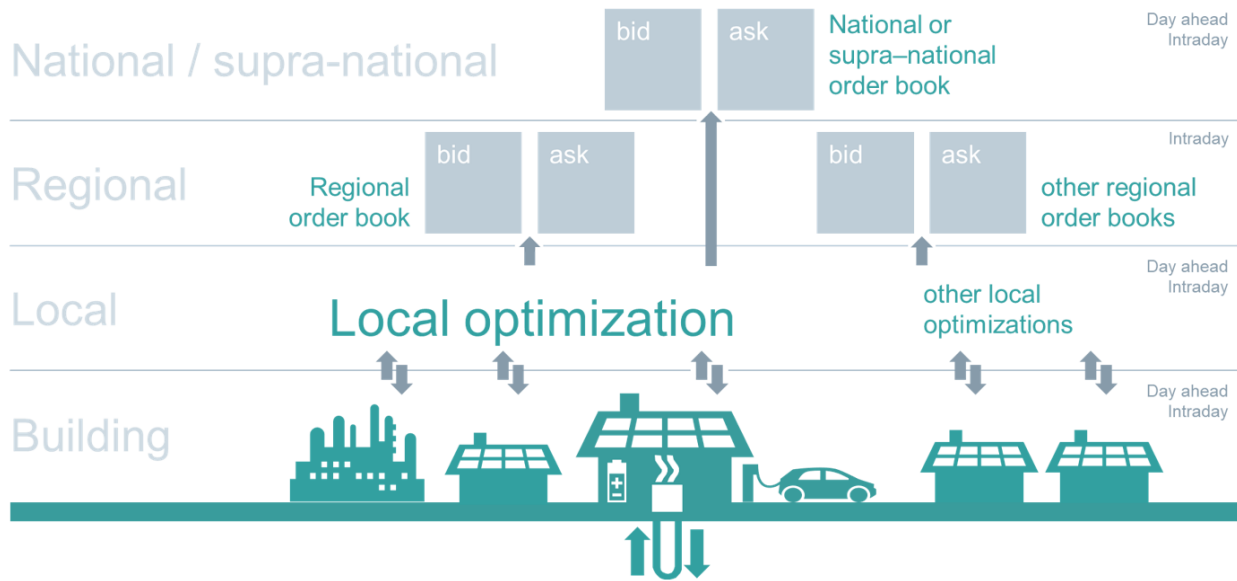 National / supra-national
bid
ask
National or
supra–national
order book
Day ahead
Intraday
Regional
Regional
order book
bid
ask
bid
ask
other regional
order books
Intraday
Local
Local optimization
other local
optimizations
Day ahead
Intraday
Building
Day ahead
Intraday